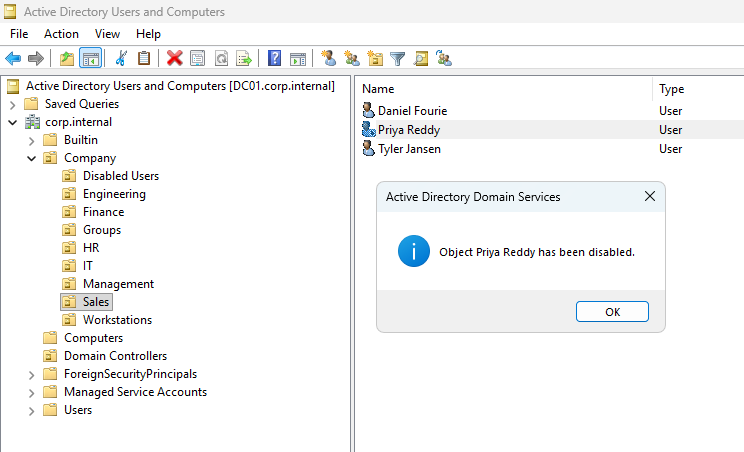 Active Directory Users and Computers
File Action View Help
Active Directory Users and Computers [DC01.corp.internal]
Saved Queries
corp.internal
Builtin
Company
Disabled Users
Engineering
Finance
Groups
HR
IT
Management
Sales
Workstations
Computers
Domain Controllers
ForeignSecurityPrincipals
Managed Service Accounts
Users
Name Type
Daniel Fourie User
Priya Reddy User
Tyler Jansen User
Active Directory Domain Services
Object Priya Reddy has been disabled.
OK